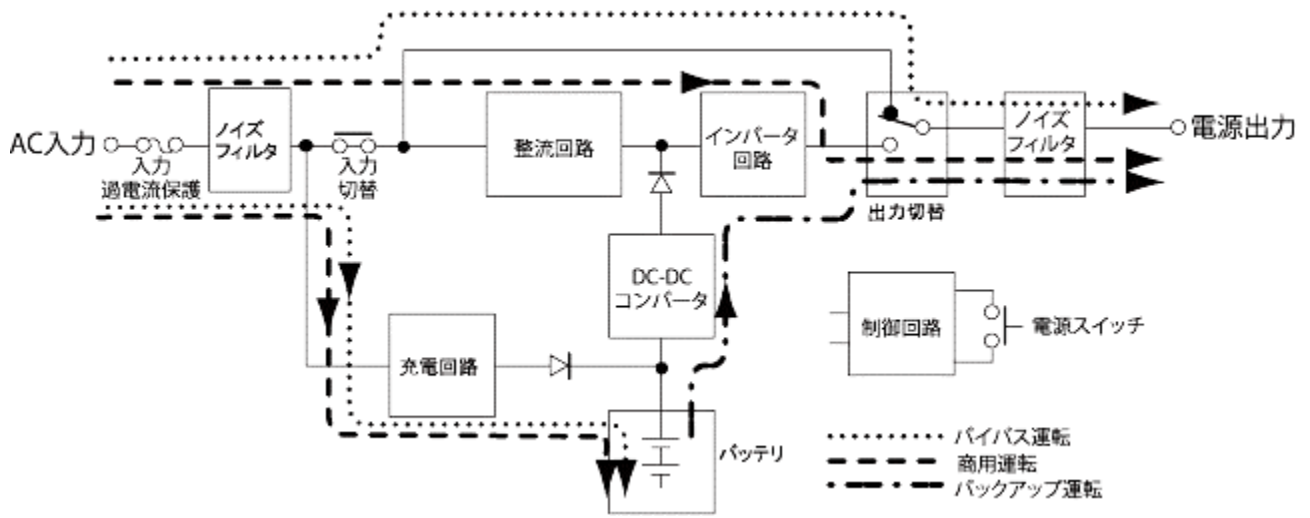 AC入力
入力
過電流保護
ノイズ
フィルタ
入力
切替
整流回路
インバータ
回路
出力切替
ノイズ
フィルタ
電源出力
DC-DC
コンバータ
充電回路
バッテリ
制御回路
電源スイッチ
バイパス運転
商用運転
バックアップ運転